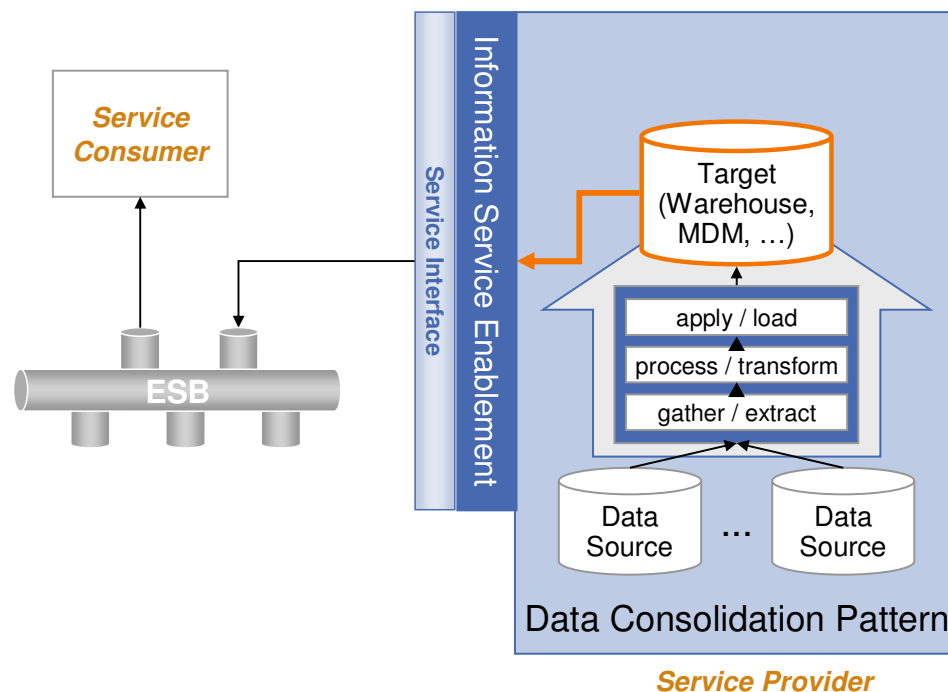 Service
Consumer
ESB
Service Interface
Information Service Enablement
Target
(Warehouse,
MDM, …)
apply / load
process / transform
gather / extract
Data
Source
...
Data
Source
Data Consolidation Pattern
Service Provider